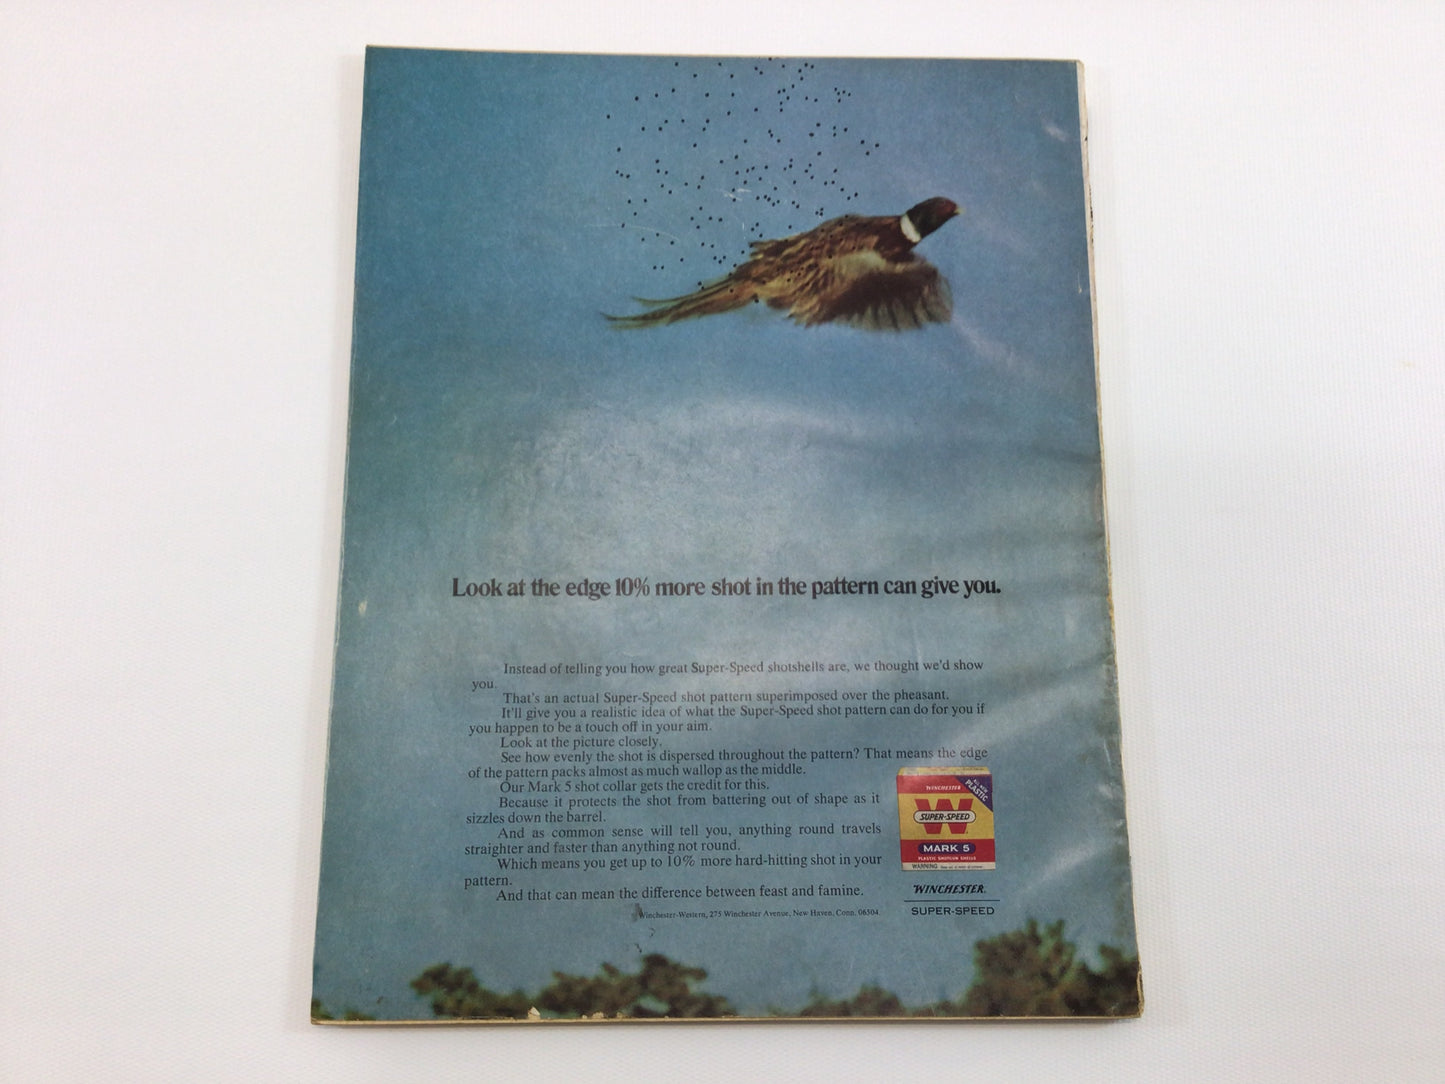 Look at the edge 10% more shot in the pattern can give you.
Instead of telling you how great Super-Speed shotshells are, we thought we'd show
you.
That's an actual Super-Speed shot pattern superimposed over the pheasant.
It'll give you a realistic idea of what the Super-Speed shot pattern can do for you if
you happen to be a touch off in your aim.
Look at the picture closely.
See how evenly the shot is dispersed throughout the pattern? That means the edge
of the pattern packs almost as much wallop as the middle.
Our Mark 5 shot collar gets the credit for this.
Because it protects the shot from battering out of shape as it
sizzles down the barrel.
And as common sense will tell you, anything round travels
straighter and faster than anything not round.
Which means you get up to 10% more hard-hitting shot in your
pattern.
And that can mean the difference between feast and famine.
Winchester-Western, 275 Winchester Avenue, New Haven, Conn. 06504
ALL NEW
PLASTIC
WINCHESTER
W
SUPER-SPEED
MARK 5
PLASTIC SHOTGUN SHELLS
WARNING
WINCHESTER®
SUPER-SPEED